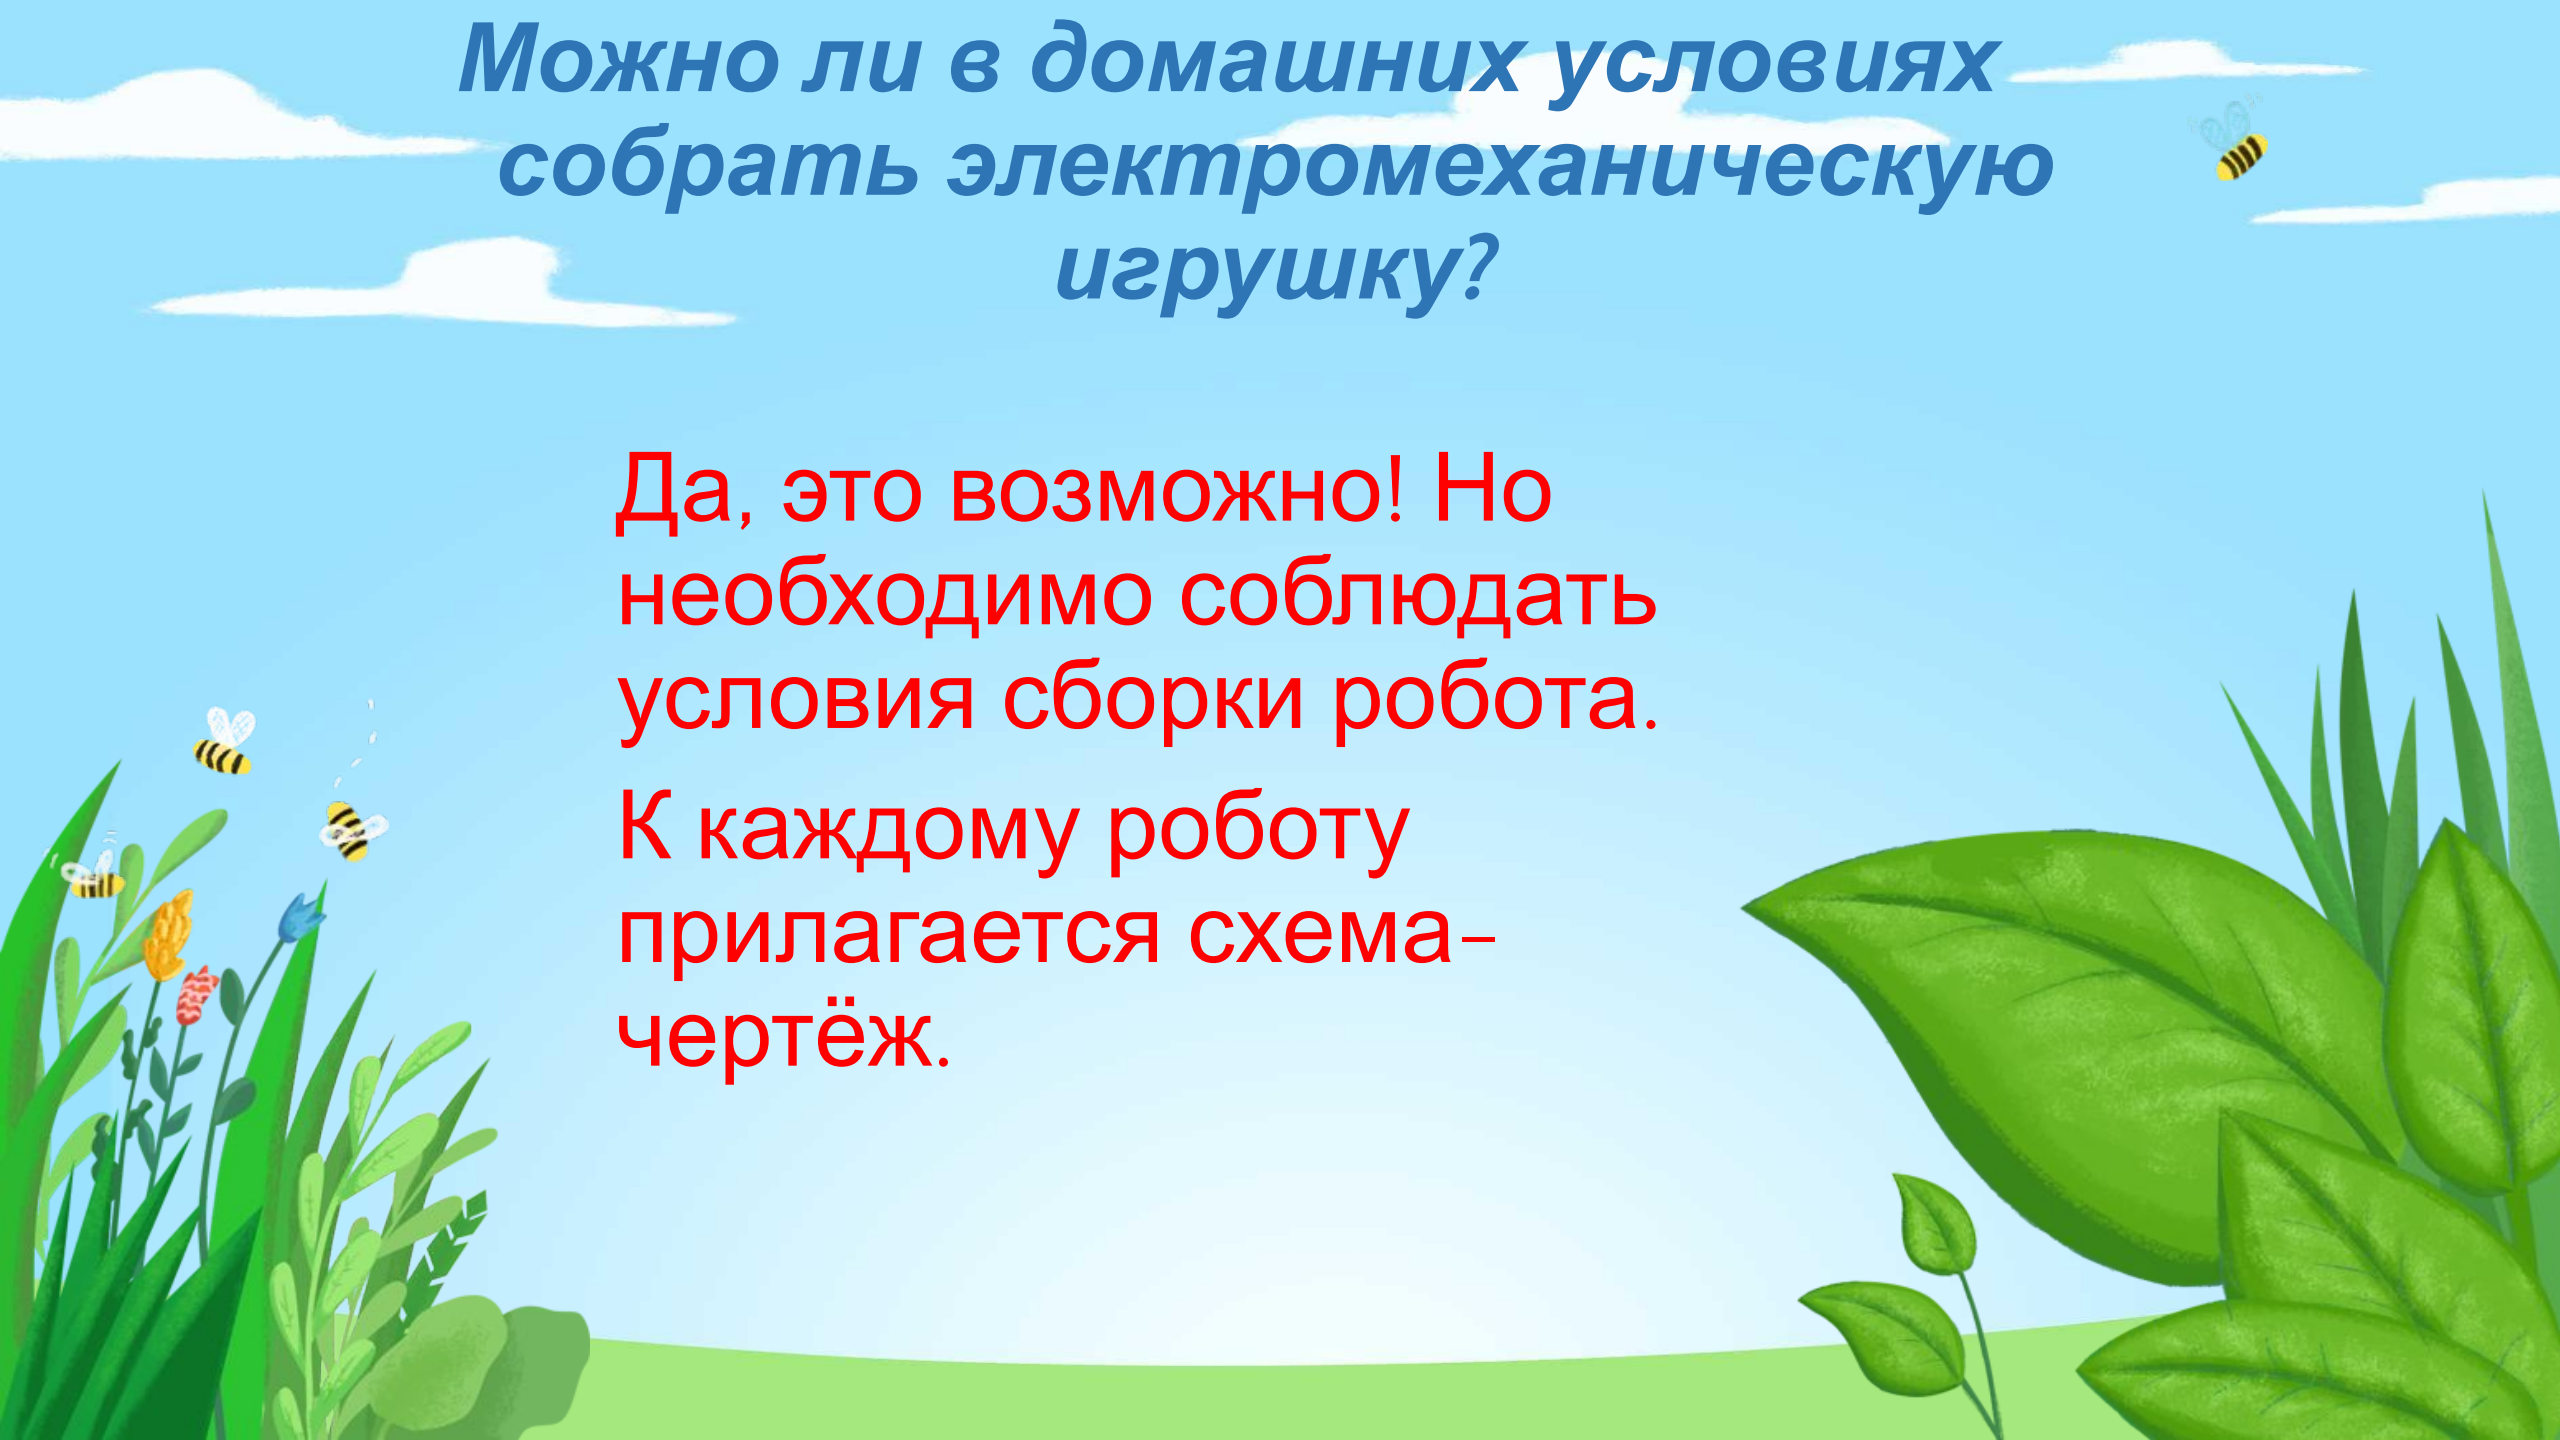 Можно ли в домашних условиях
собрать электромеханическую
игрушку?
Да, это возможно! Но
необходимо соблюдать
условия сборки робота.
К каждому роботу
прилагается схема–
чертёж.